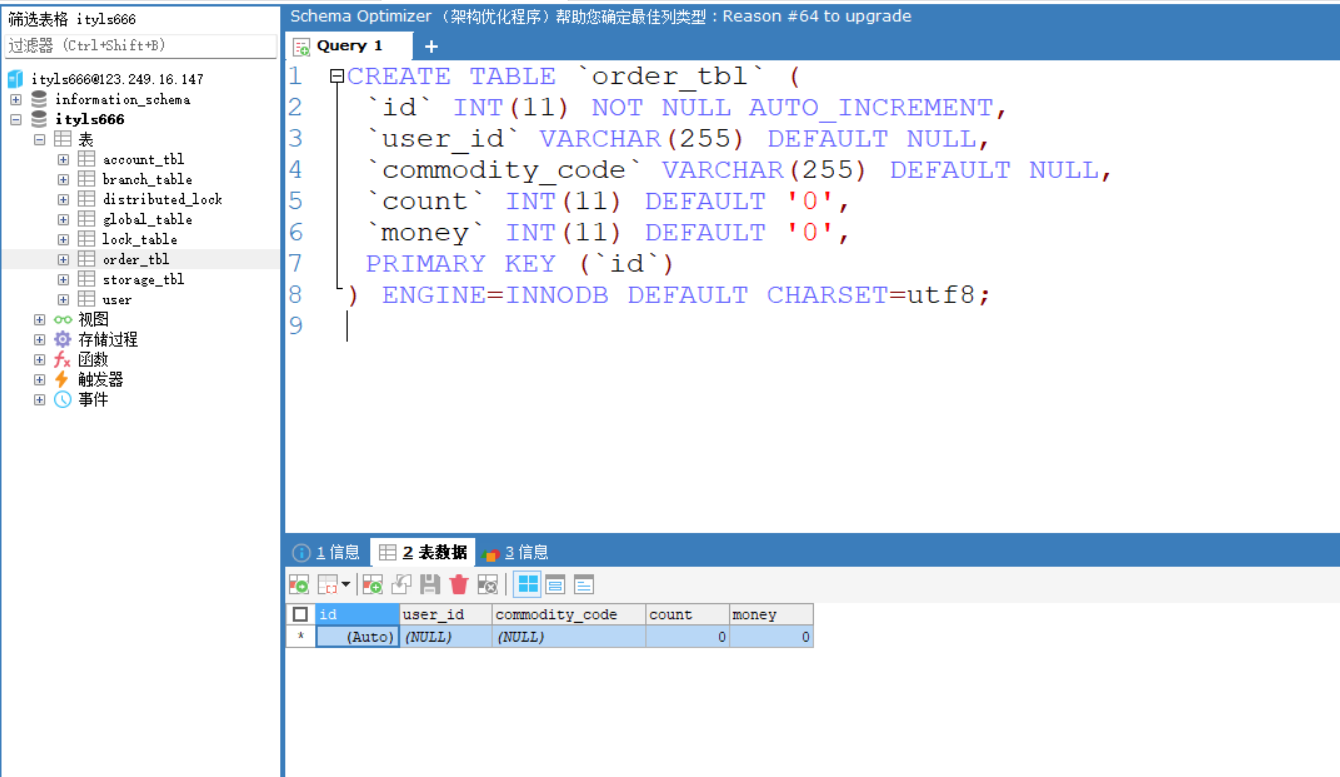 筛选表格 ityls666
过滤器 (Ctrl+Shift+B)
ityls666@123.249.16.147
information_schema
ityls666
表
account_tbl
branch_table
distributed_lock
global_table
lock_table
order_tbl
storage_tbl
user
视图
存储过程
函数
触发器
事件
Schema Optimizer （架构优化程序）帮助您确定最佳列类型 : Reason #64 to upgrade
Query 1 +
1 CREATE TABLE `order_tbl` (
2 `id` INT(11) NOT NULL AUTO_INCREMENT,
3 `user_id` VARCHAR(255) DEFAULT NULL,
4 `commodity_code` VARCHAR(255) DEFAULT NULL,
5 `count` INT(11) DEFAULT '0',
6 `money` INT(11) DEFAULT '0',
7 PRIMARY KEY (`id`)
8 ) ENGINE=INNODB DEFAULT CHARSET=utf8;
9
1 信息 2 表数据 3 信息
id user_id commodity_code count money
* (Auto) (NULL) (NULL) 0 0